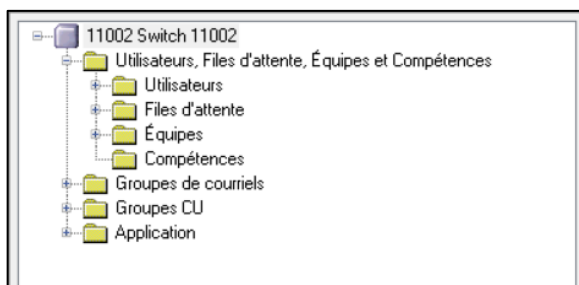 11002 Switch 11002
Utilisateurs, Files d'attente, Équipes et Compétences
Utilisateurs
Files d'attente
Équipes
Compétences
Groupes de courriels
Groupes CU
Application